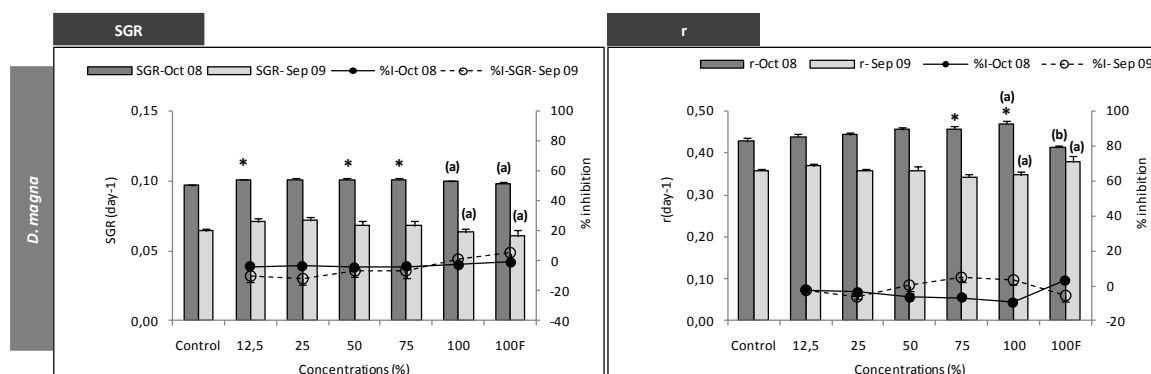 SGR
r
D. magna
SGR-Oct 08 SGR- Sep 09 %I-Oct 08 %I-SGR- Sep 09
0,15
0,10
0,05
0,00
SGR (day-1)
* * * (a) (a)
(a) (a)
100
80
60
40
20
0
-20
-40
% inhibition
Control 12,5 25 50 75 100 100F
Concentrations (%)
r-Oct 08 r- Sep 09 %I-Oct 08 %I- Sep 09
0,50
0,40
0,30
0,20
0,10
0,00
r(day-1)
(a)
* * (b)
(a) (a)
100
80
60
40
20
0
-20
% inhibition
Control 12,5 25 50 75 100 100F
Concentrations (%)